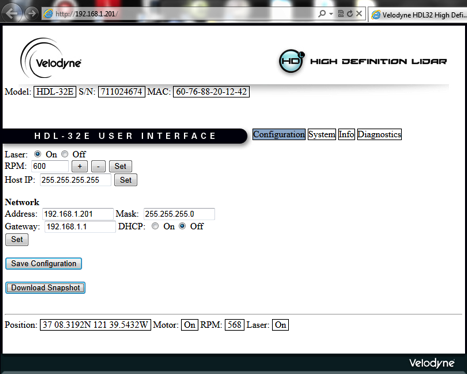 http://192.168.1.201/
Velodyne HDL32 High Defi...
Velodyne
HD HIGH DEFINITION LIDAR
Model: HDL-32E S/N: 711024674 MAC: 60-76-88-20-12-42
HDL-32E USER INTERFACE Configuration System Info Diagnostics
Laser: On Off
RPM: 600 + - Set
Host IP: 255.255.255.255 Set
Network
Address: 192.168.1.201 Mask: 255.255.255.0
Gateway: 192.168.1.1 DHCP: On Off
Set
Save Configuration
Download Snapshot
Position: 37 08.3192N 121 39.5432W Motor: On RPM: 568 Laser: On
Velodyne